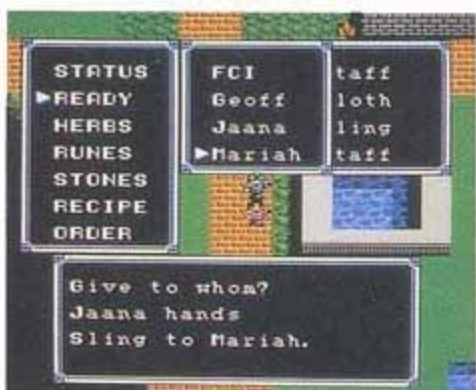 STATUS
READY
HERBS
RUNES
STONES
RECIPE
ORDER
FCI
Geoff
Jaana
Mariah
taff
loth
ling
taff
Give to whom?
Jaana hands
Sling to Mariah.